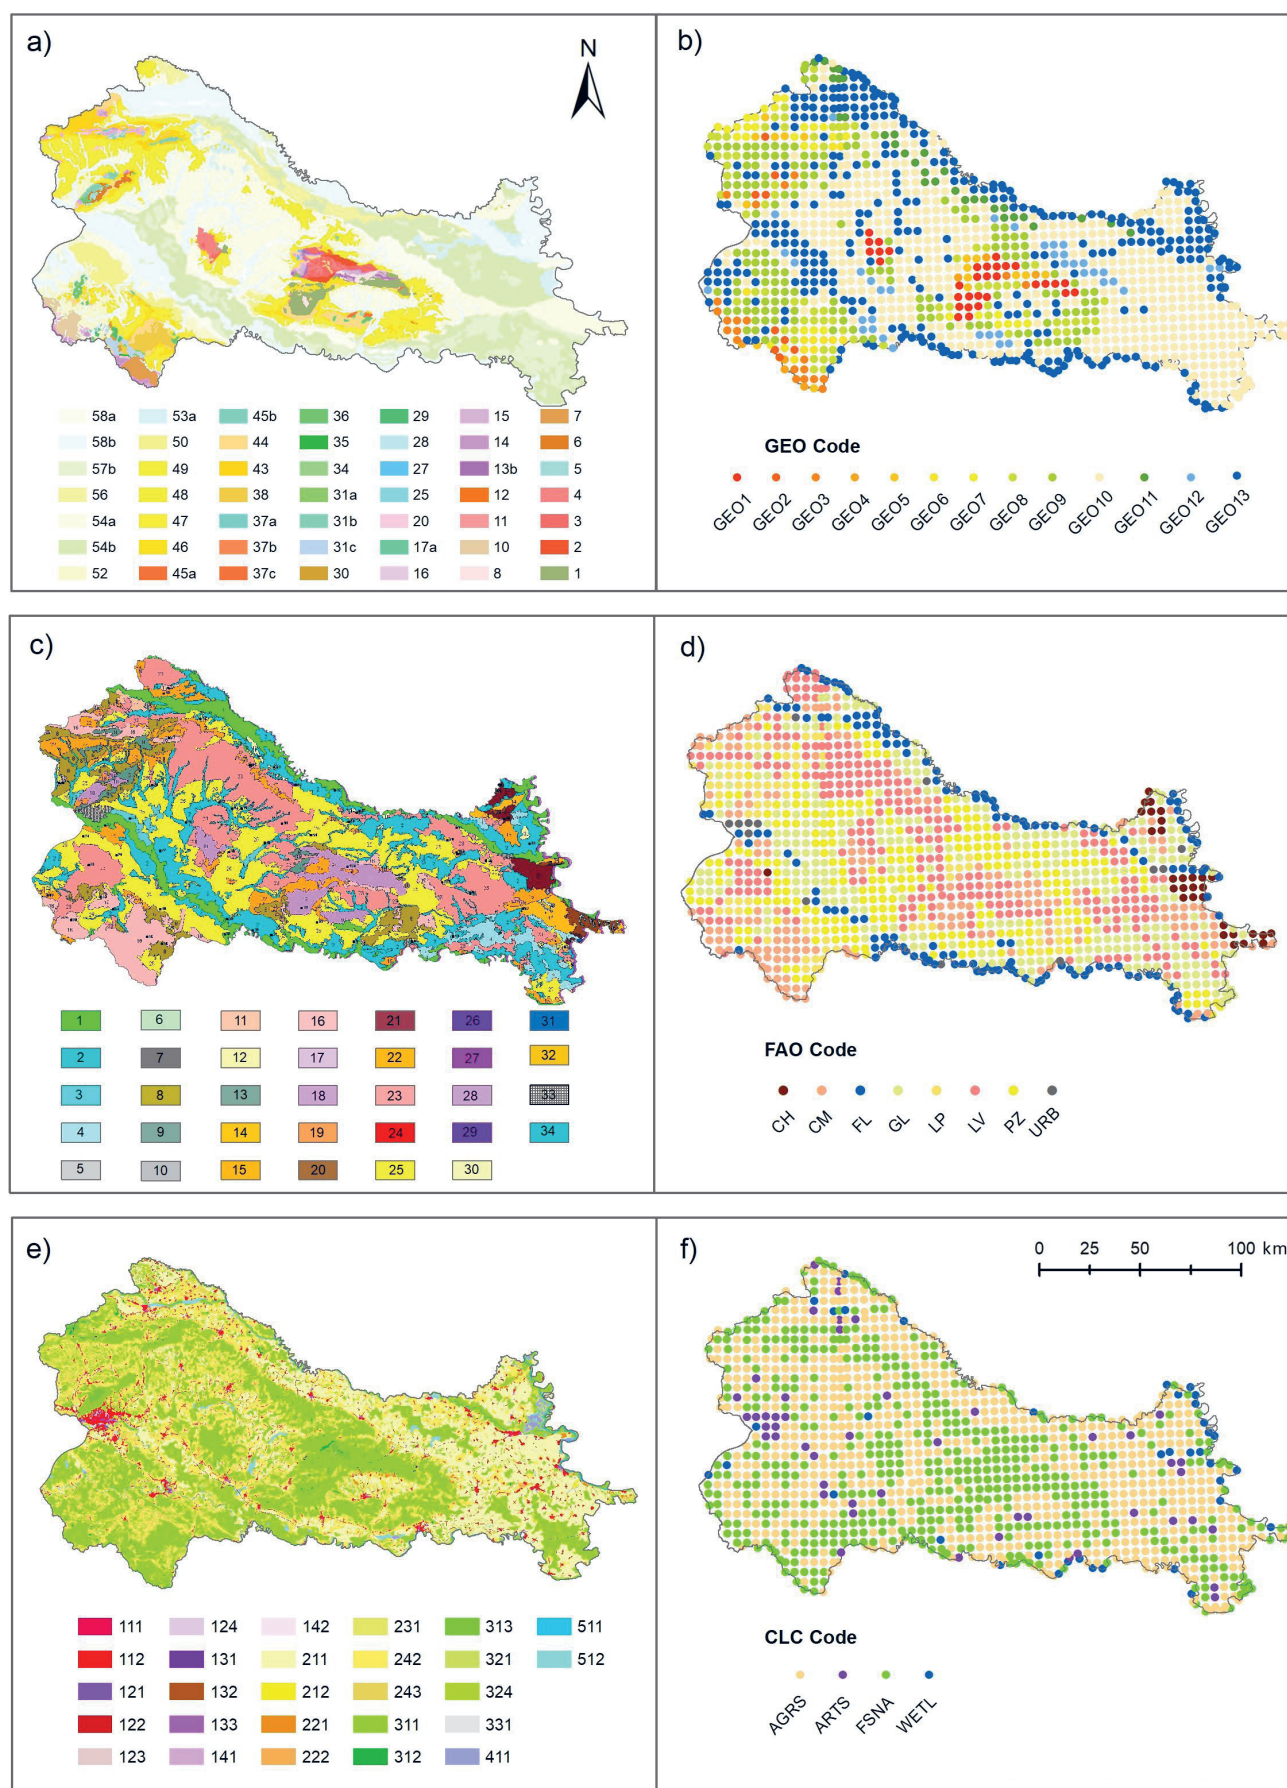 a)
N
58a 53a 45b 36 29 15 7
58b 50 44 35 28 14 6
57b 49 43 34 27 13b 5
56 48 38 31a 25 12 4
54a 47 37a 31b 20 11 3
54b 46 37b 31c 17a 10 2
52 45a 37c 30 16 8 1
b)
GEO Code
GEO1 GEO2 GEO3 GEO4 GEO5 GEO6 GEO7 GEO8 GEO9 GEO10 GEO11 GEO12 GEO13
c)
1 6 11 16 21 26 31
2 7 12 17 22 27 32
3 8 13 18 23 28 33
4 9 14 19 24 29 34
5 10 15 20 25 30
d)
FAO Code
CH CM FL GL LP LV PZ URB
e)
111 124 142 231 313 511
112 131 211 242 321 512
121 132 212 243 324
122 133 221 311 331
123 141 222 312 411
f)
0 25 50 100 km
CLC Code
AGRS ARTS FSNA WETL